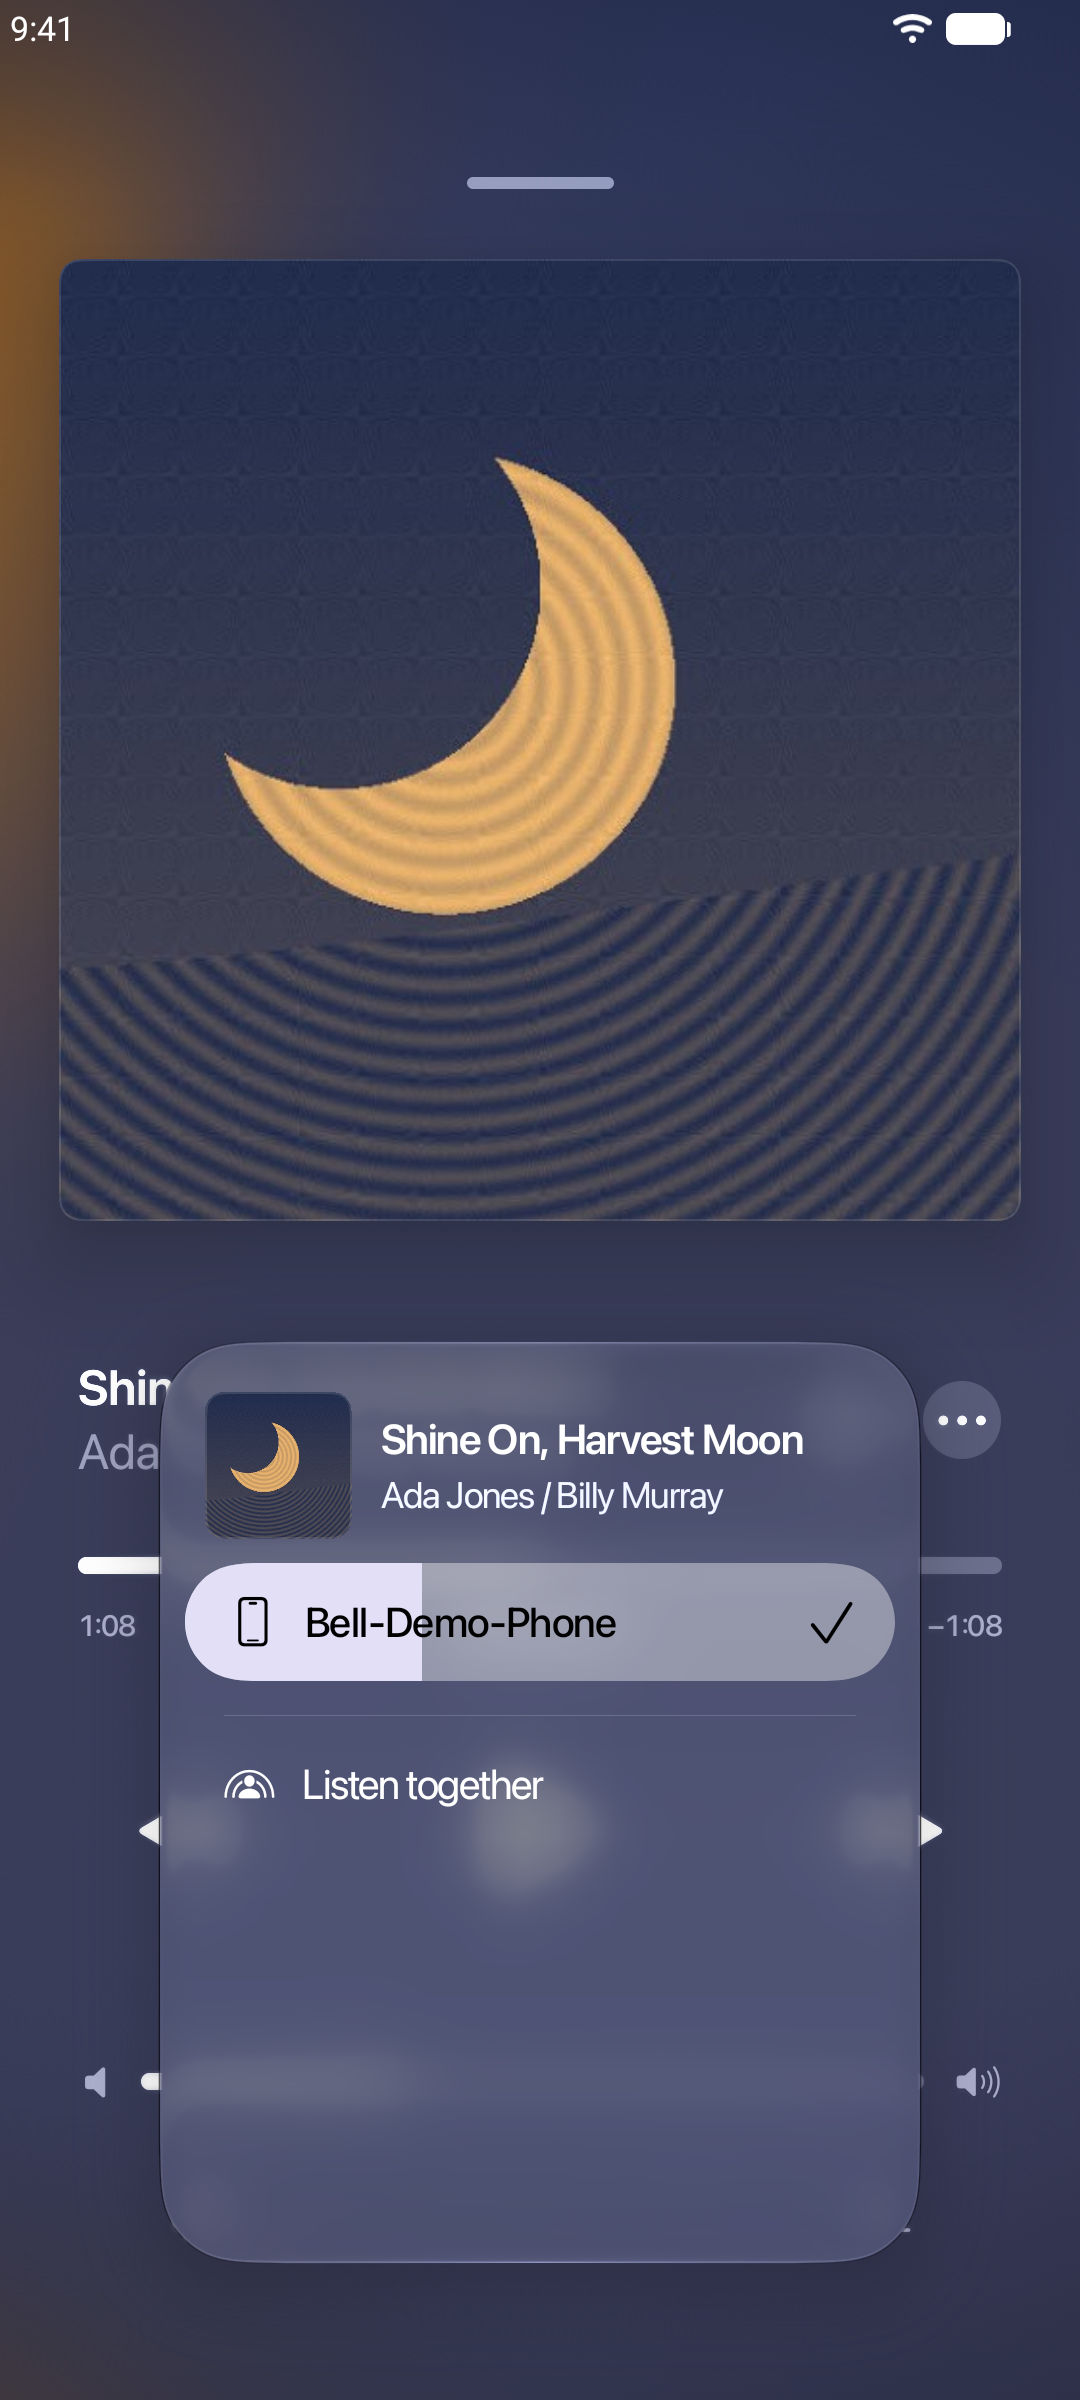 9:41
Shin
Ada
Shine On, Harvest Moon
Ada Jones / Billy Murray
1:08
–1:08
Bell-Demo-Phone
Listen together